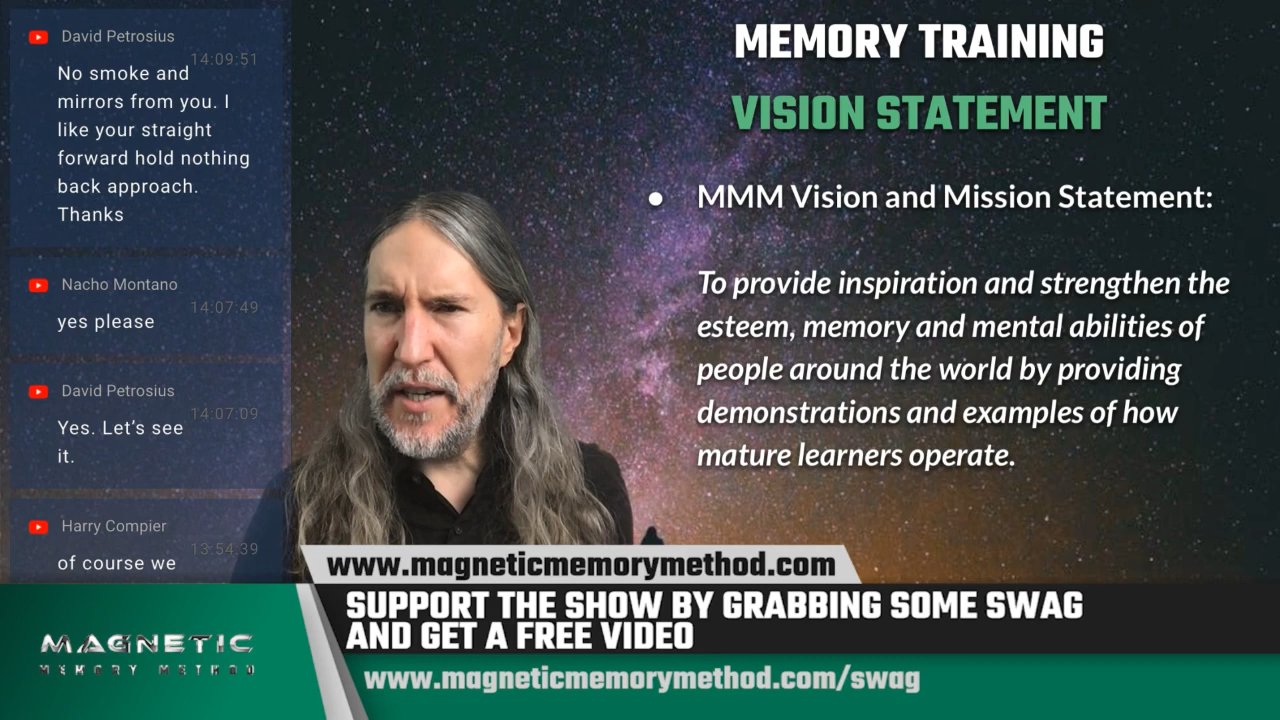 David Petrosius
14:09:51
No smoke and
mirrors from you. I
like your straight
forward hold nothing
back approach.
Thanks
Nacho Montano
14:07:49
yes please
David Petrosius
14:07:09
Yes. Let’s see
it.
Harry Compier
13:54:39
of course we
MEMORY TRAINING
VISION STATEMENT
● MMM Vision and Mission Statement:
To provide inspiration and strengthen the
esteem, memory and mental abilities of
people around the world by providing
demonstrations and examples of how
mature learners operate.
www.magneticmemorymethod.com
SUPPORT THE SHOW BY GRABBING SOME SWAG
AND GET A FREE VIDEO
www.magneticmemorymethod.com/swag
MAGNETIC
MEMORY METHOD